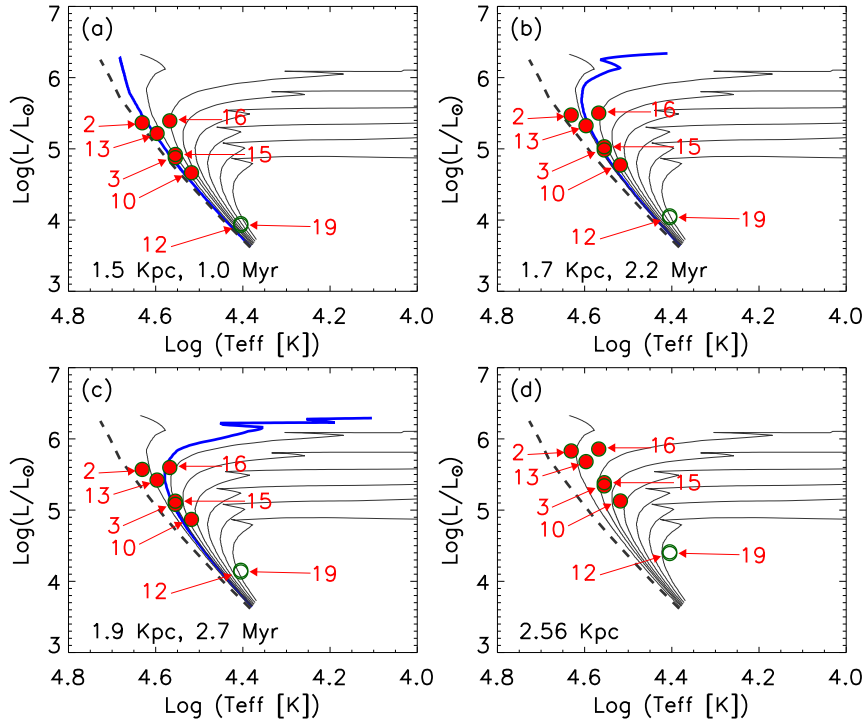 (a)
7
6
5
4
3
Log(L/L⊙)
2
16
13
15
3
10
12
19
1.5 Kpc, 1.0 Myr
4.8 4.6 4.4 4.2 4.0
Log (Teff [K])
(b)
7
6
5
4
3
Log(L/L⊙)
2
16
13
15
3
10
12
19
1.7 Kpc, 2.2 Myr
4.8 4.6 4.4 4.2 4.0
Log (Teff [K])
(c)
7
6
5
4
3
Log(L/L⊙)
2
16
13
15
3
10
12
19
1.9 Kpc, 2.7 Myr
4.8 4.6 4.4 4.2 4.0
Log (Teff [K])
(d)
7
6
5
4
3
Log(L/L⊙)
2
16
13
15
3
10
12
19
2.56 Kpc
4.8 4.6 4.4 4.2 4.0
Log (Teff [K])